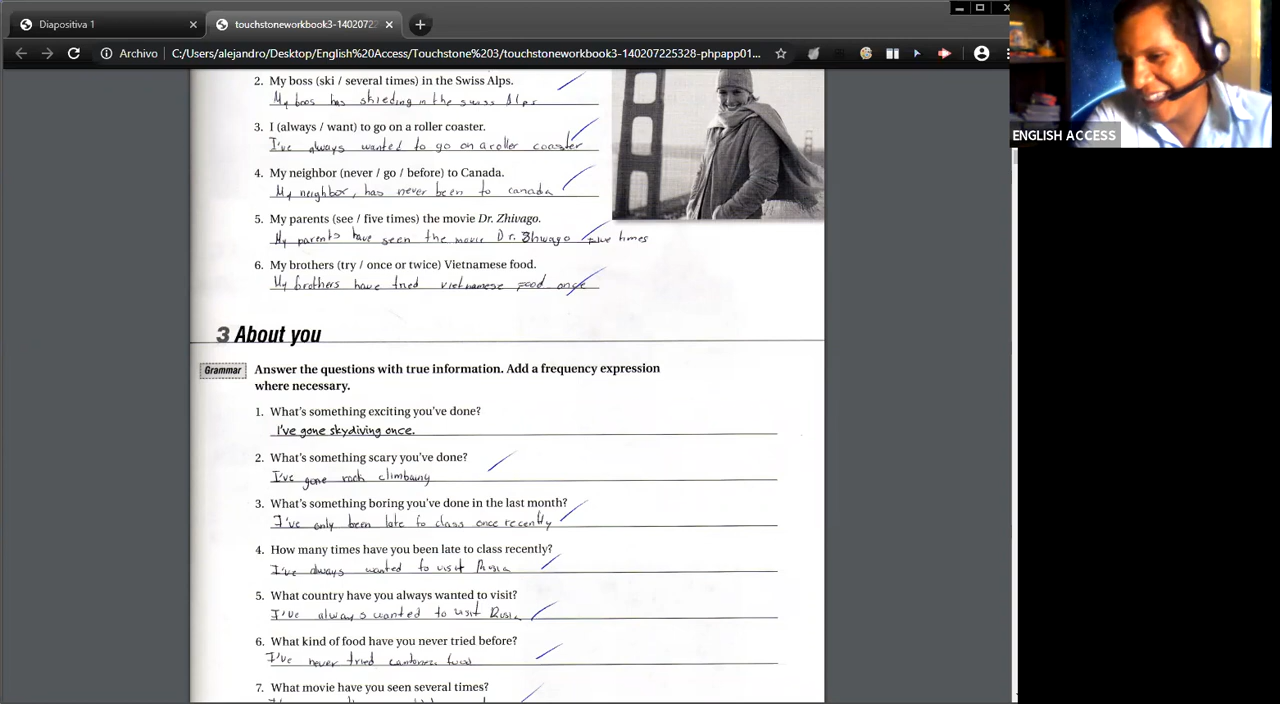 Diapositiva 1
touchstoneworkbook3-14020722
Archivo
C:/Users/alejandro/Desktop/English%20Access/Touchstone%203/touchstoneworkbook3-140207225328-phpapp01...
ENGLISH ACCESS
2. My boss (ski / several times) in the Swiss Alps.
My boos has skieding in the swiss Alps
3. I (always / want) to go on a roller coaster.
I've always wanted to go on a roller coaster
4. My neighbor (never / go / before) to Canada.
My neighbor, has never been to canada
5. My parents (see / five times) the movie Dr. Zhivago.
My parents have seen the movie Dr. Zhivago five times
6. My brothers (try / once or twice) Vietnamese food.
My brothers have tried vietnamese food once
3 About you
Grammar
Answer the questions with true information. Add a frequency expression
where necessary.
1. What's something exciting you've done?
I've gone skydiving once.
2. What's something scary you've done?
I've gone rock climbaing
3. What's something boring you've done in the last month?
I've only been late to class once recently
4. How many times have you been late to class recently?
I've always wanted to visit Rusia
5. What country have you always wanted to visit?
I've always wanted to visit Rusia
6. What kind of food have you never tried before?
I've never tried food
7. What movie have you seen several times?